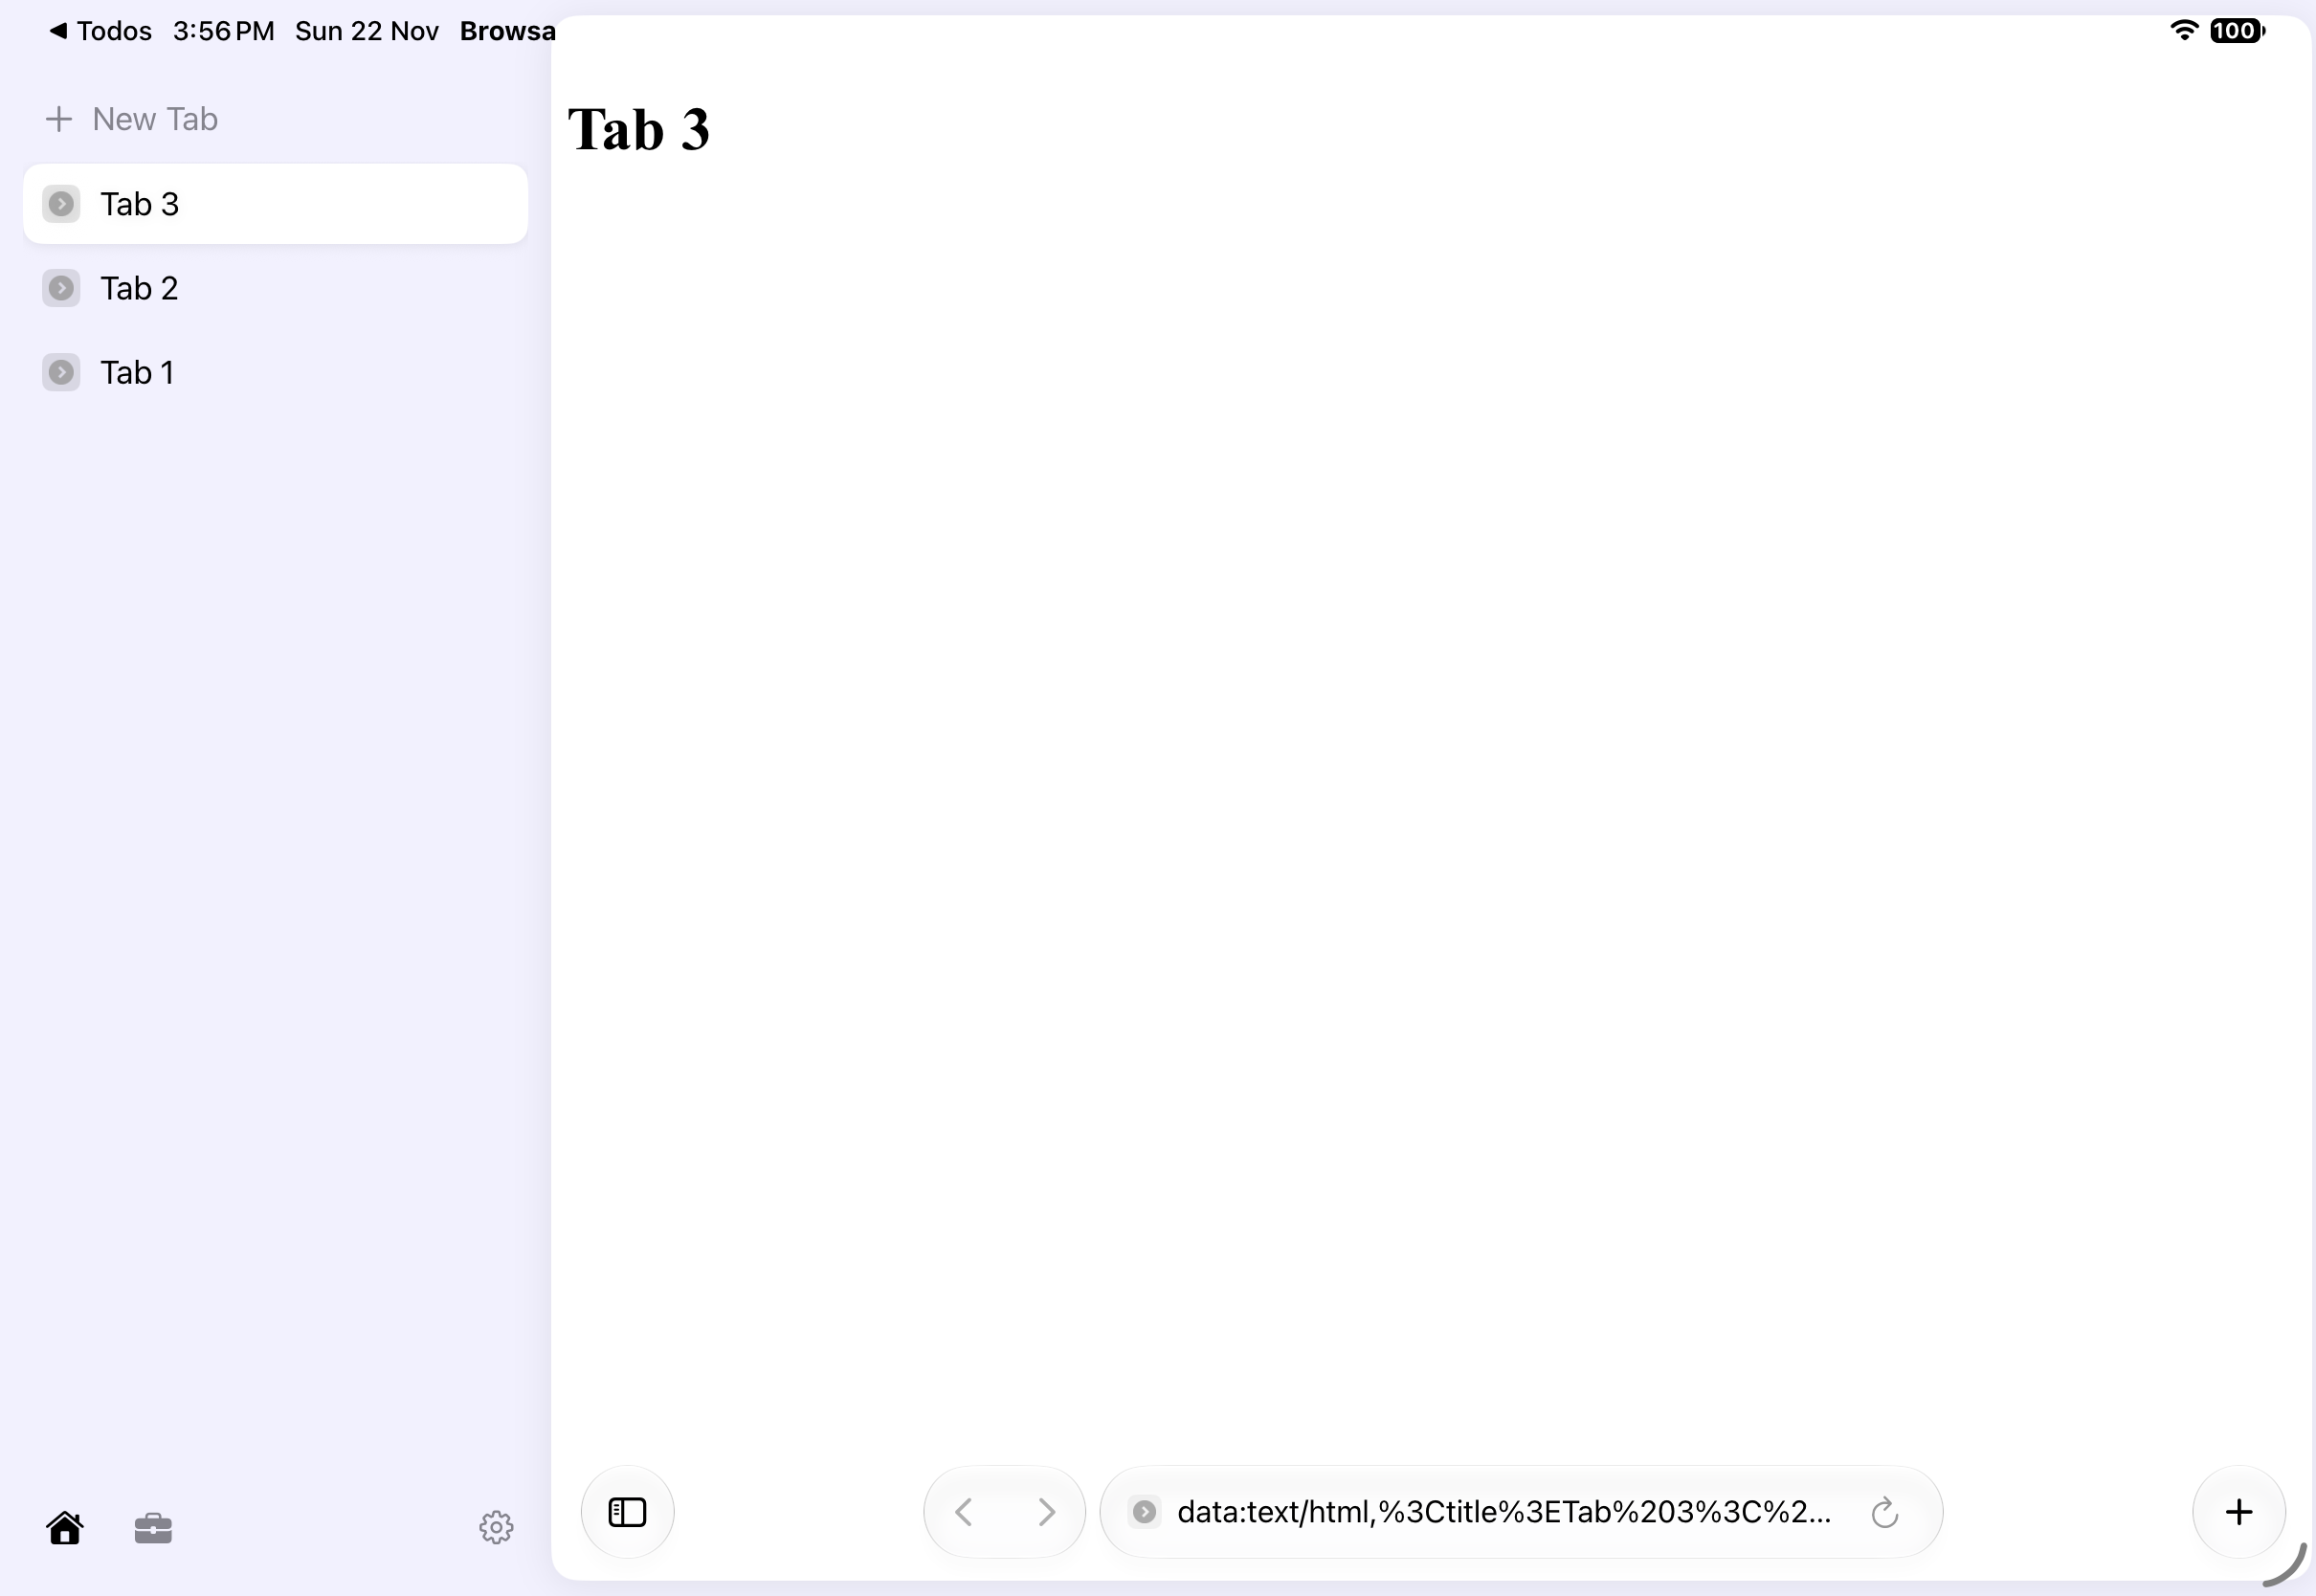 Todos 3:56 PM Sun 22 Nov Browsa
100
New Tab
Tab 3
Tab 2
Tab 1
Tab 3
data:text/html,%3Ctitle%3ETab%203%3C%2...